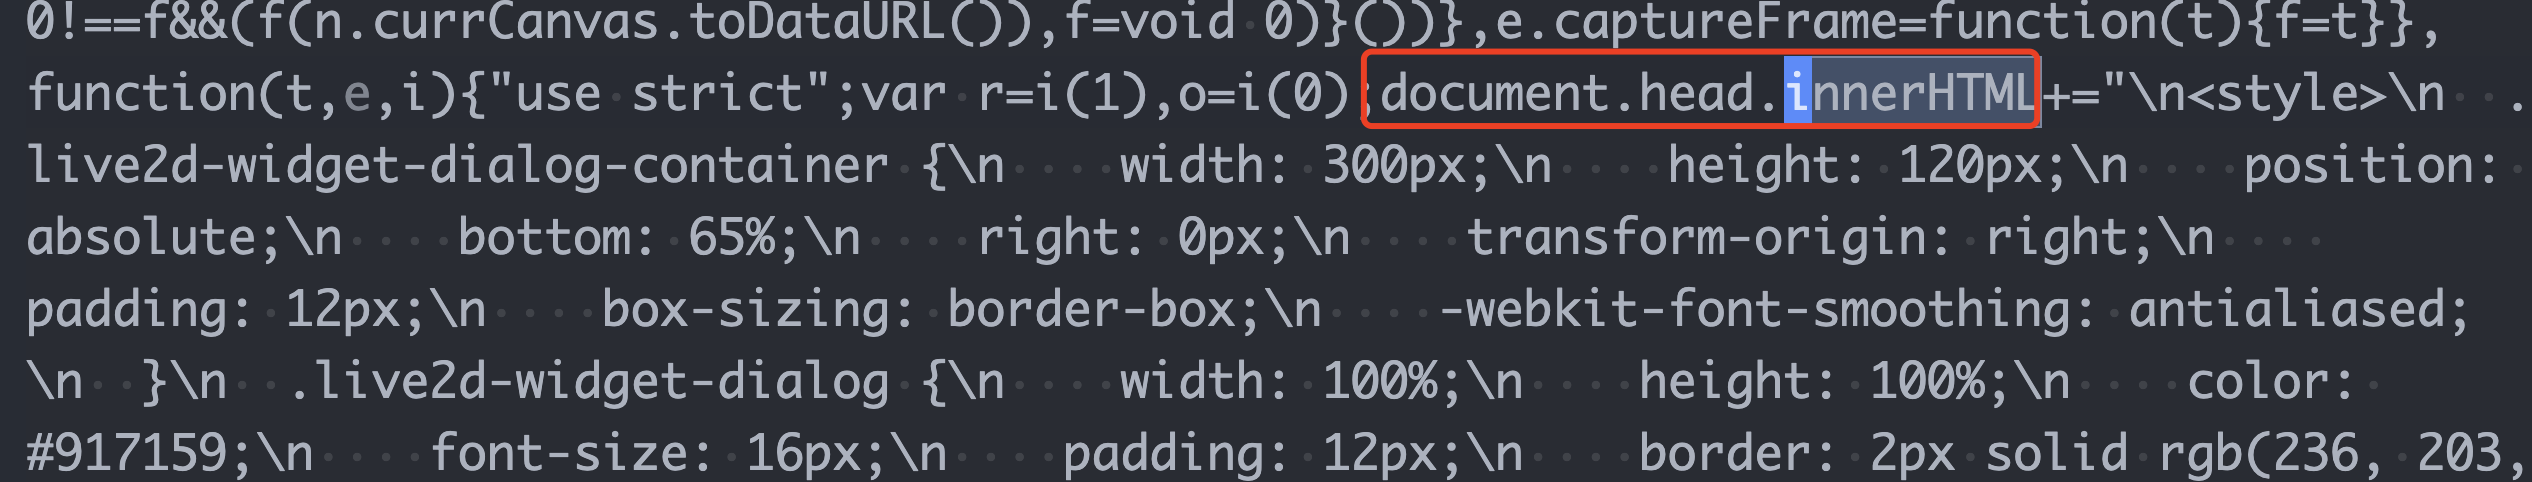 0!==f&&(f(n.currCanvas.toDataURL()),f=void 0)}())},e.captureFrame=function(t){f=t}},
function(t,e,i){"use strict";var r=i(1),o=i(0);document.head.innerHTML+="\n<style>\n  .
live2d-widget-dialog-container {\n    width: 300px;\n    height: 120px;\n    position:
absolute;\n    bottom: 65%;\n    right: 0px;\n    transform-origin: right;\n
padding: 12px;\n    box-sizing: border-box;\n    -webkit-font-smoothing: antialiased;
\n  }\n  .live2d-widget-dialog {\n    width: 100%;\n    height: 100%;\n    color:
#917159;\n    font-size: 16px;\n    padding: 12px;\n    border: 2px solid rgb(236, 203,